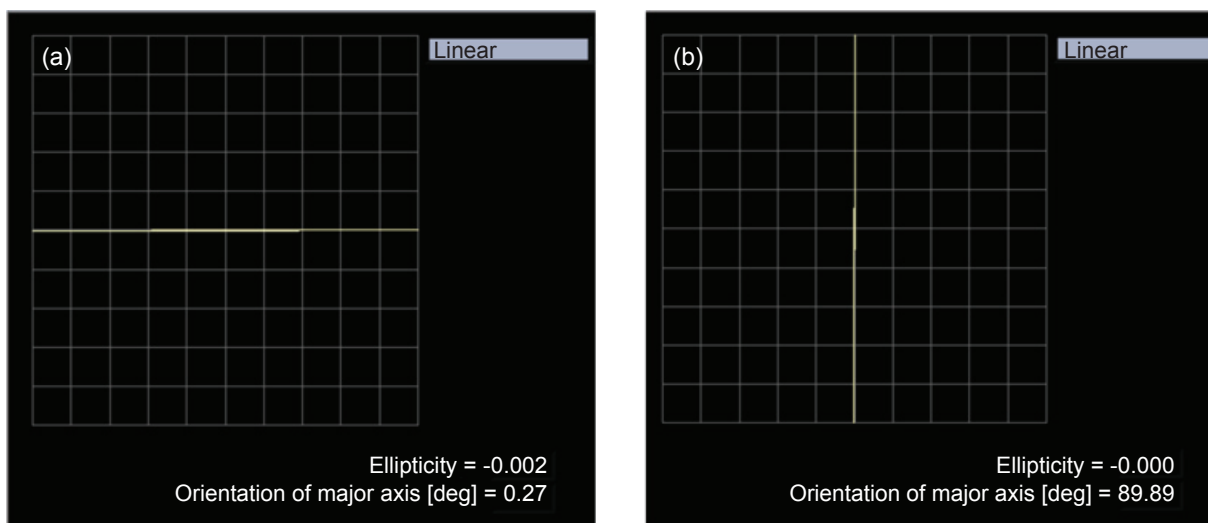 (a)
Linear
Ellipticity = -0.002
Orientation of major axis [deg] = 0.27
(b)
Linear
Ellipticity = -0.000
Orientation of major axis [deg] = 89.89